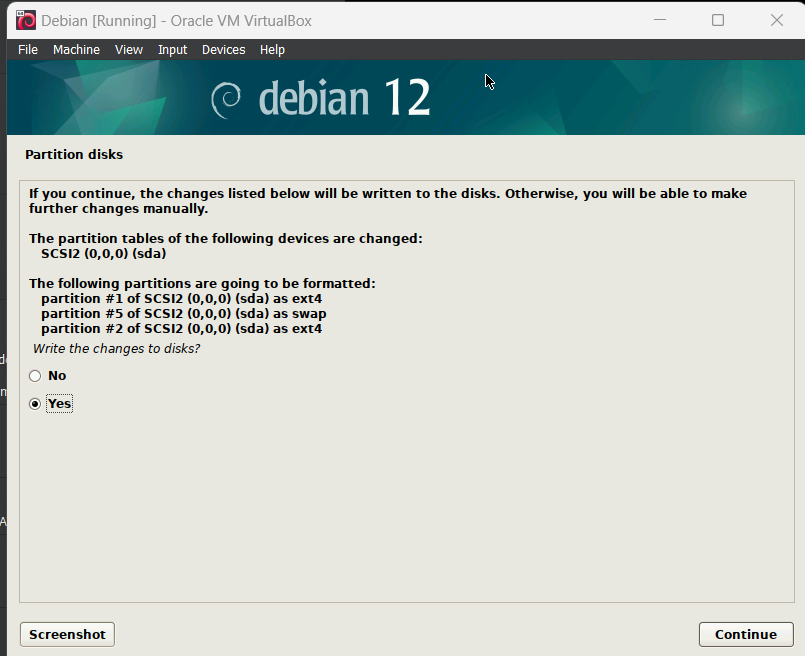 Debian [Running] - Oracle VM VirtualBox
File Machine View Input Devices Help
debian 12
Partition disks
If you continue, the changes listed below will be written to the disks. Otherwise, you will be able to make
further changes manually.
The partition tables of the following devices are changed:
SCSI2 (0,0,0) (sda)
The following partitions are going to be formatted:
partition #1 of SCSI2 (0,0,0) (sda) as ext4
partition #5 of SCSI2 (0,0,0) (sda) as swap
partition #2 of SCSI2 (0,0,0) (sda) as ext4
Write the changes to disks?
No
Yes
Screenshot
Continue